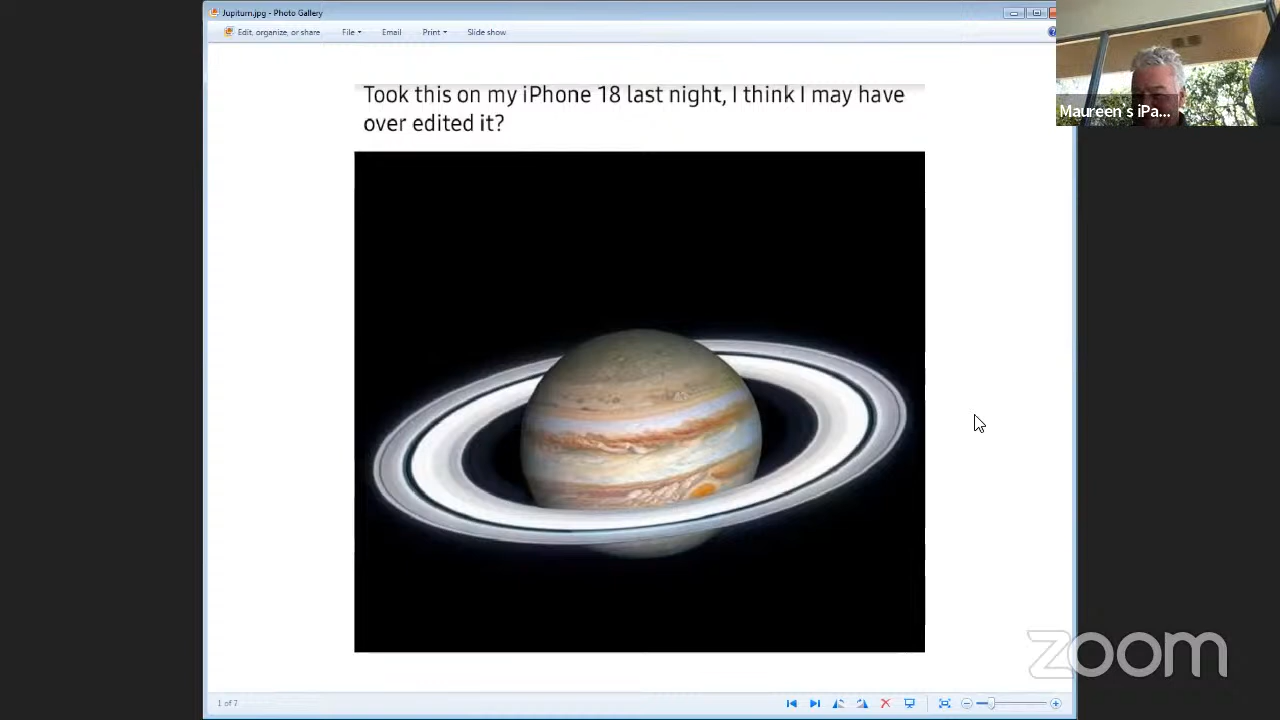 Jupiturn.jpg - Photo Gallery
Edit, organize, or share File Email Print Slide show
Maureen s iPa...
Took this on my iPhone 18 last night, I think I may have
over edited it?
zoom
1 of 7